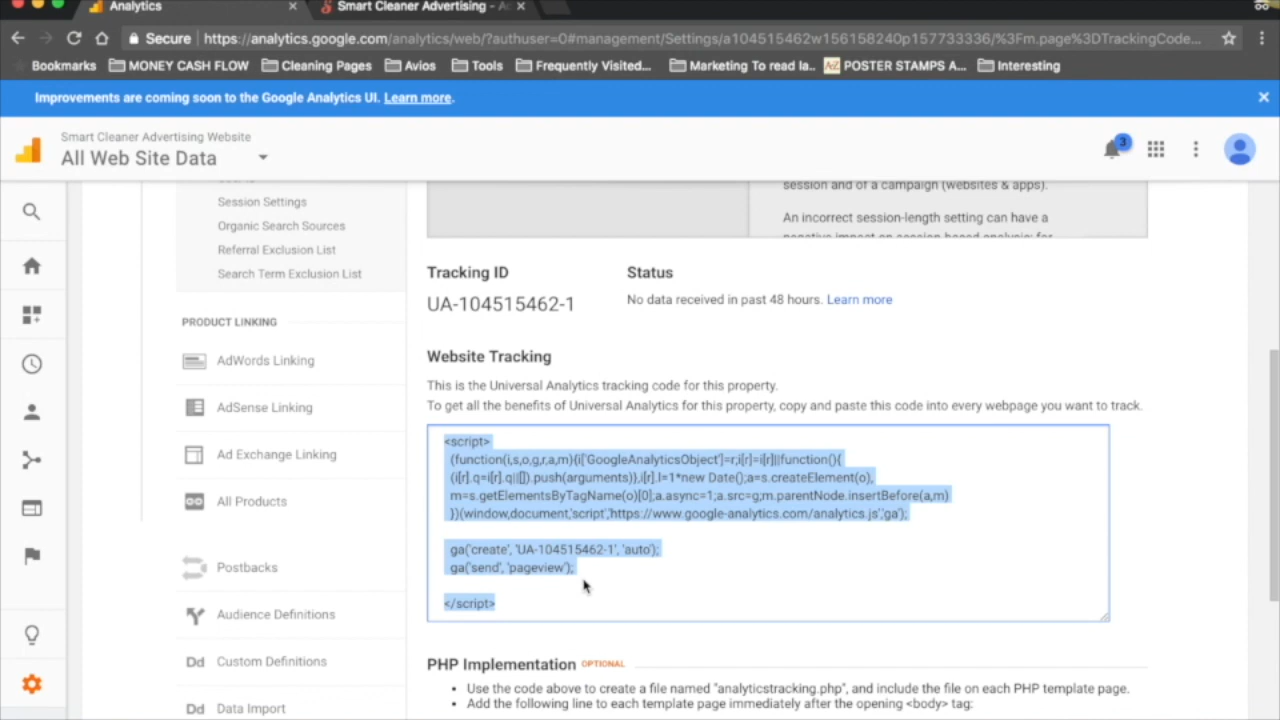 Analytics
Smart Cleaner Advertising - Ac
Secure https://analytics.google.com/analytics/web/?authuser=0#management/Settings/a104515462w156158240p157733336/%3Fm.page%3DTrackingCode...
Bookmarks MONEY CASH FLOW Cleaning Pages Avios Tools Frequently Visited... Marketing To read la.. POSTER STAMPS A... Interesting
Improvements are coming soon to the Google Analytics UI. Learn more.
Smart Cleaner Advertising Website
All Web Site Data
3
session and of a campaign (websites & apps).
Session Settings
An incorrect session-length setting can have a
Organic Search Sources
negative impact on session-based analysis: for
Referral Exclusion List
Search Term Exclusion List
Tracking ID
UA-104515462-1
Status
No data received in past 48 hours. Learn more
PRODUCT LINKING
AdWords Linking
AdSense Linking
Ad Exchange Linking
All Products
Postbacks
Audience Definitions
Dd Custom Definitions
Dd Data Import
Website Tracking
This is the Universal Analytics tracking code for this property.
To get all the benefits of Universal Analytics for this property, copy and paste this code into every webpage you want to track.
<script>
(function(i,s,o,g,r,a,m){i['GoogleAnalyticsObject']=r;i[r]=i[r]||function(){
(i[r].q=i[r].q||[]).push(arguments)},i[r].l=1*new Date();a=s.createElement(o),
m=s.getElementsByTagName(o)[0];a.async=1;a.src=g;m.parentNode.insertBefore(a,m)
})(window,document,'script','https://www.google-analytics.com/analytics.js','ga');
ga('create', 'UA-104515462-1', 'auto');
ga('send', 'pageview');
</script>
PHP Implementation OPTIONAL
• Use the code above to create a file named "analyticstracking.php", and include the file on each PHP template page.
• Add the following line to each template page immediately after the opening <body> tag: